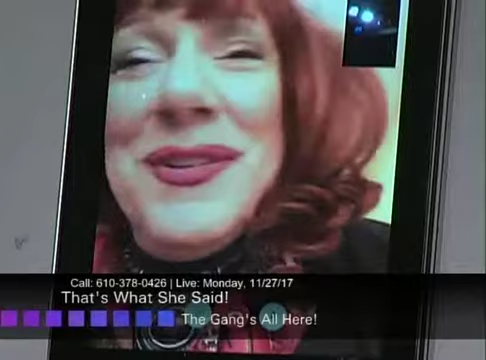 Call: 610-378-0426 | Live: Monday, 11/27/17
That's What She Said!
The Gang's All Here!